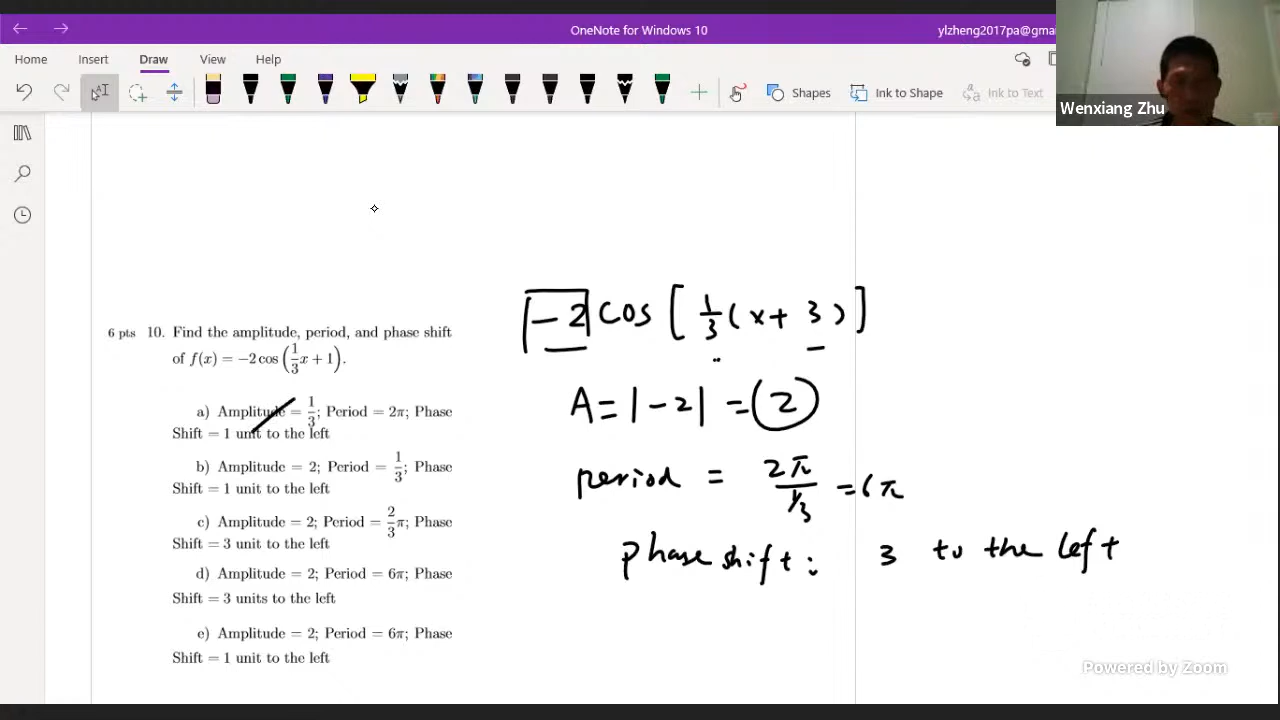 OneNote for Windows 10
ylzheng2017pa@gmai
Home Insert Draw View Help
Shapes Ink to Shape Ink to Text
Wenxiang Zhu
6 pts 10. Find the amplitude, period, and phase shift
of f(x) = −2 cos (1/3 x + 1).
a) Amplitude = 1/3; Period = 2π; Phase
Shift = 1 unit to the left
b) Amplitude = 2; Period = 1/3; Phase
Shift = 1 unit to the left
c) Amplitude = 2; Period = 2/3 π; Phase
Shift = 3 unit to the left
d) Amplitude = 2; Period = 6π; Phase
Shift = 3 units to the left
e) Amplitude = 2; Period = 6π; Phase
Shift = 1 unit to the left
−2 cos [1/3 (x + 3)]
A = |−2| = 2
period = 2π / 1/3 = 6π
phase shift: 3 to the left
Powered by Zoom